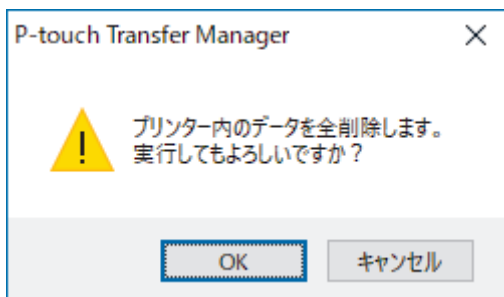 P-touch Transfer Manager
プリンター内のデータを全削除します。
実行してもよろしいですか？
OK
キャンセル